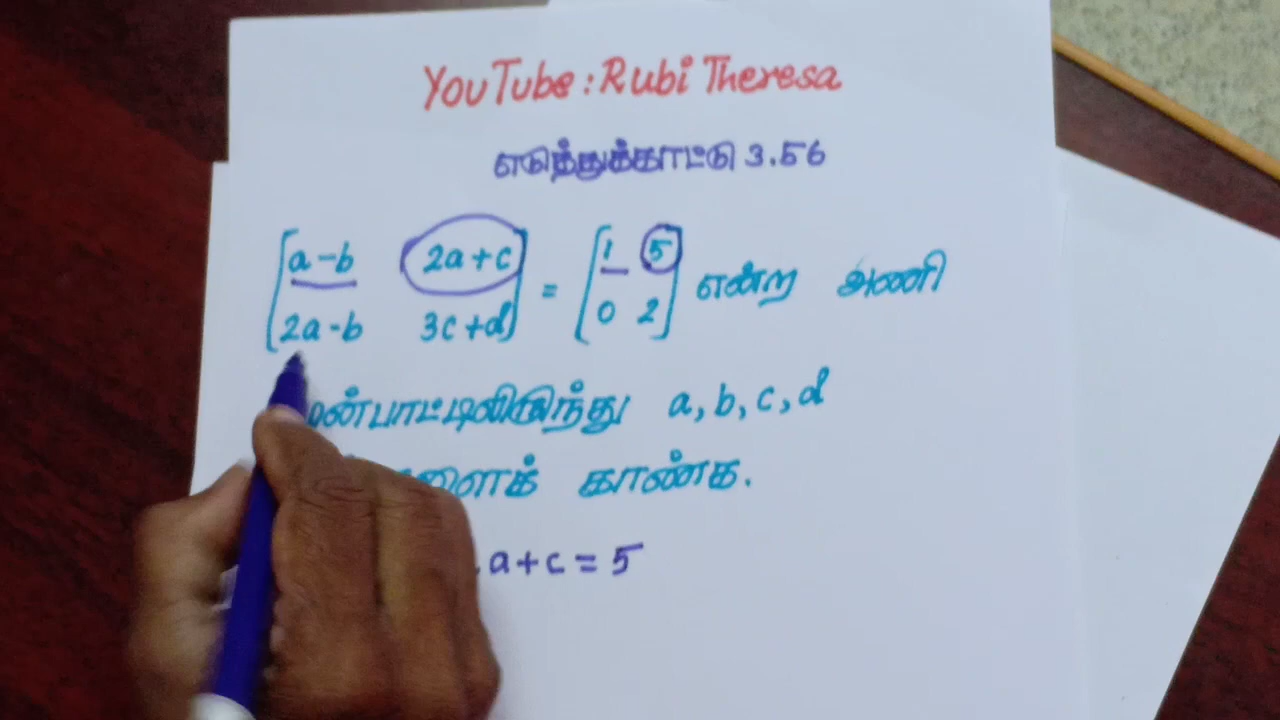 YouTube: Rubi Theresa
எடுத்துக்காட்டு 3.56
[a-b 2a+c] = [1 5] என்ற அணி
[2a-b 3c+d] [0 2]
a, b, c, d
காண்க.
a+c = 5